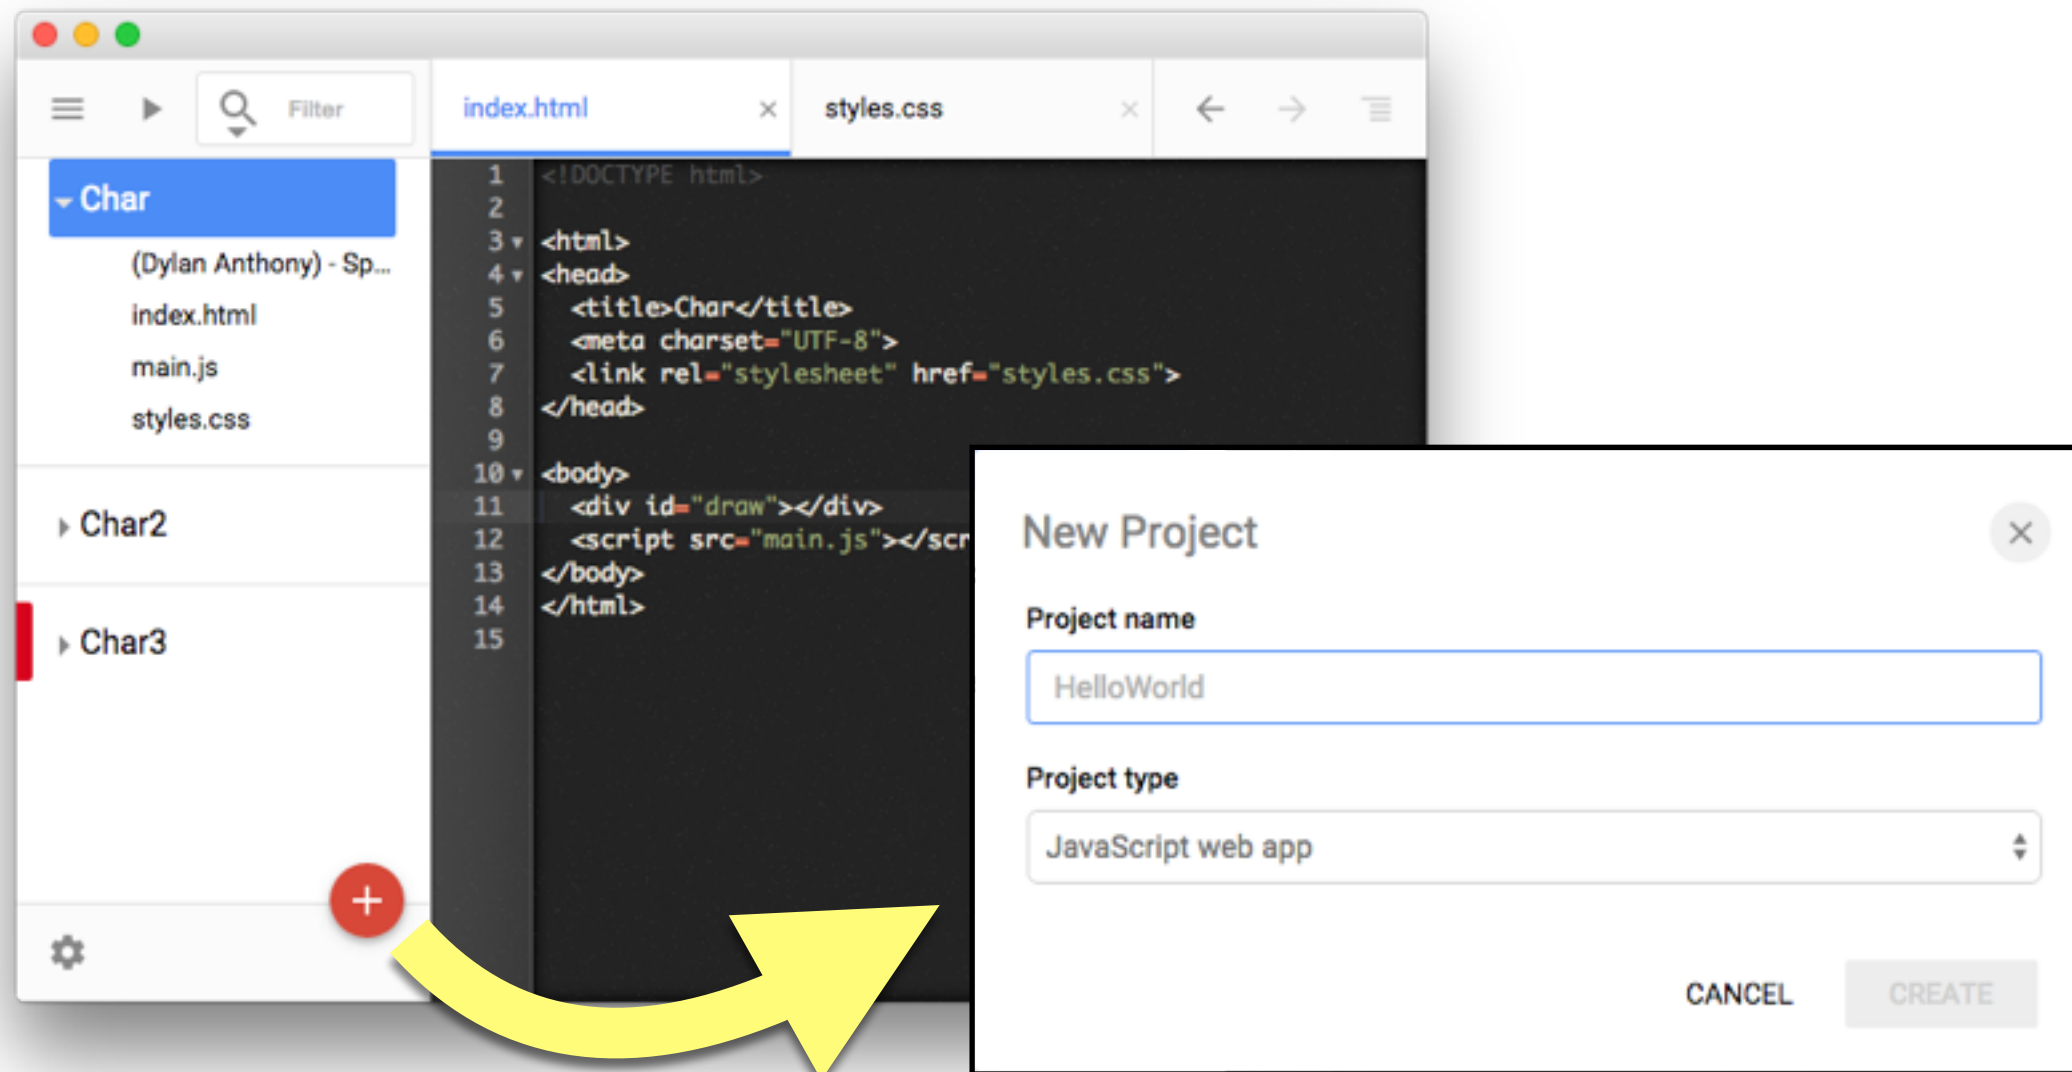 Filter
index.html
styles.css
Char
(Dylan Anthony) - Sp...
index.html
main.js
styles.css
Char2
Char3
1 <!DOCTYPE html>
2
3 <html>
4 <head>
5 <title>Char</title>
6 <meta charset="UTF-8">
7 <link rel="stylesheet" href="styles.css">
8 </head>
9
10 <body>
11 <div id="draw"></div>
12 <script src="main.js"></scr
13 </body>
14 </html>
15
New Project
Project name
HelloWorld
Project type
JavaScript web app
CANCEL CREATE